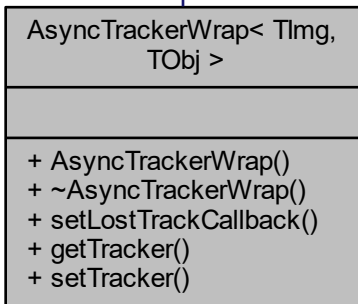 AsyncTrackerWrap< TImg,
TObj >
+ AsyncTrackerWrap()
+ ~AsyncTrackerWrap()
+ setLostTrackCallback()
+ getTracker()
+ setTracker()